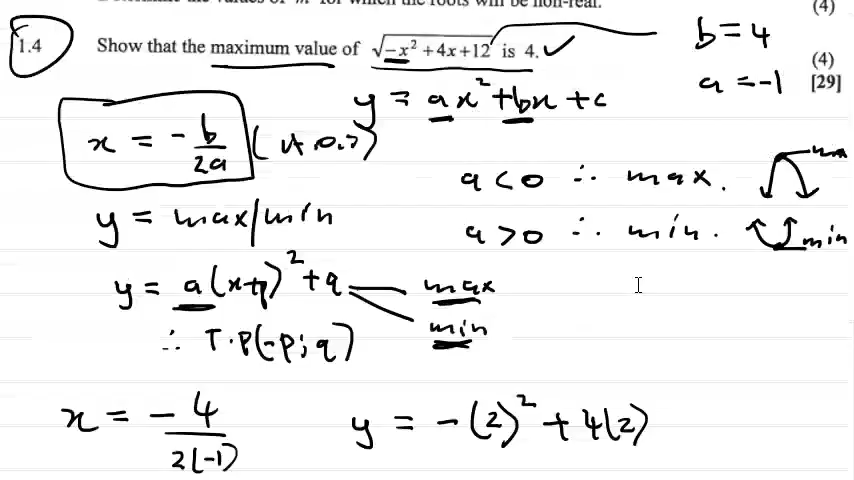 (4)
1.4 Show that the maximum value of √(-x² + 4x + 12) is 4. ✓
(4)
[29]
b = 4
a = -1
y = ax² + bx + c
x = - b/2a
a < 0 ∴ max.
y = max/min
a > 0 ∴ min. min
y = a(x+p)² + q max
min
∴ T.P(-p; q)
x = - 4/2(-1) y = -(2)² + 4(2)